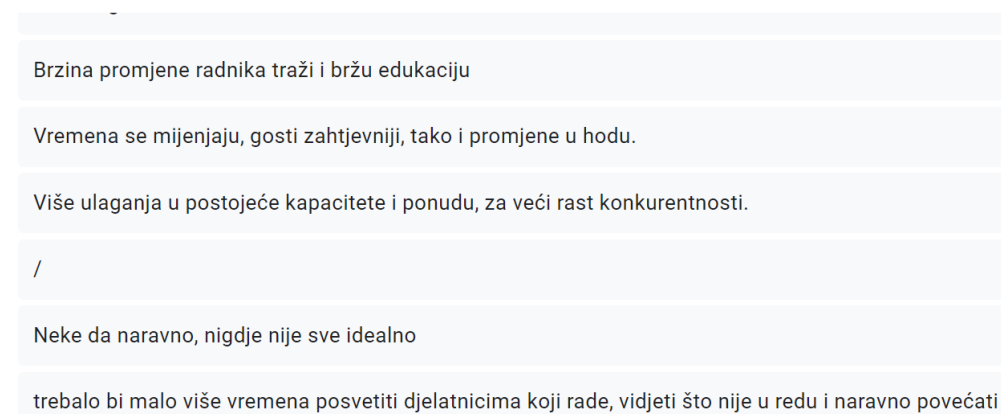 Brzina promjene radnika traži i bržu edukaciju
Vremena se mijenjaju, gosti zahtjevniji, tako i promjene u hodu.
Više ulaganja u postojeće kapacitete i ponudu, za veći rast konkurentnosti.
/
Neke da naravno, nigdje nije sve idealno
trebalo bi malo više vremena posvetiti djelatnicima koji rade, vidjeti što nije u redu i naravno povećati